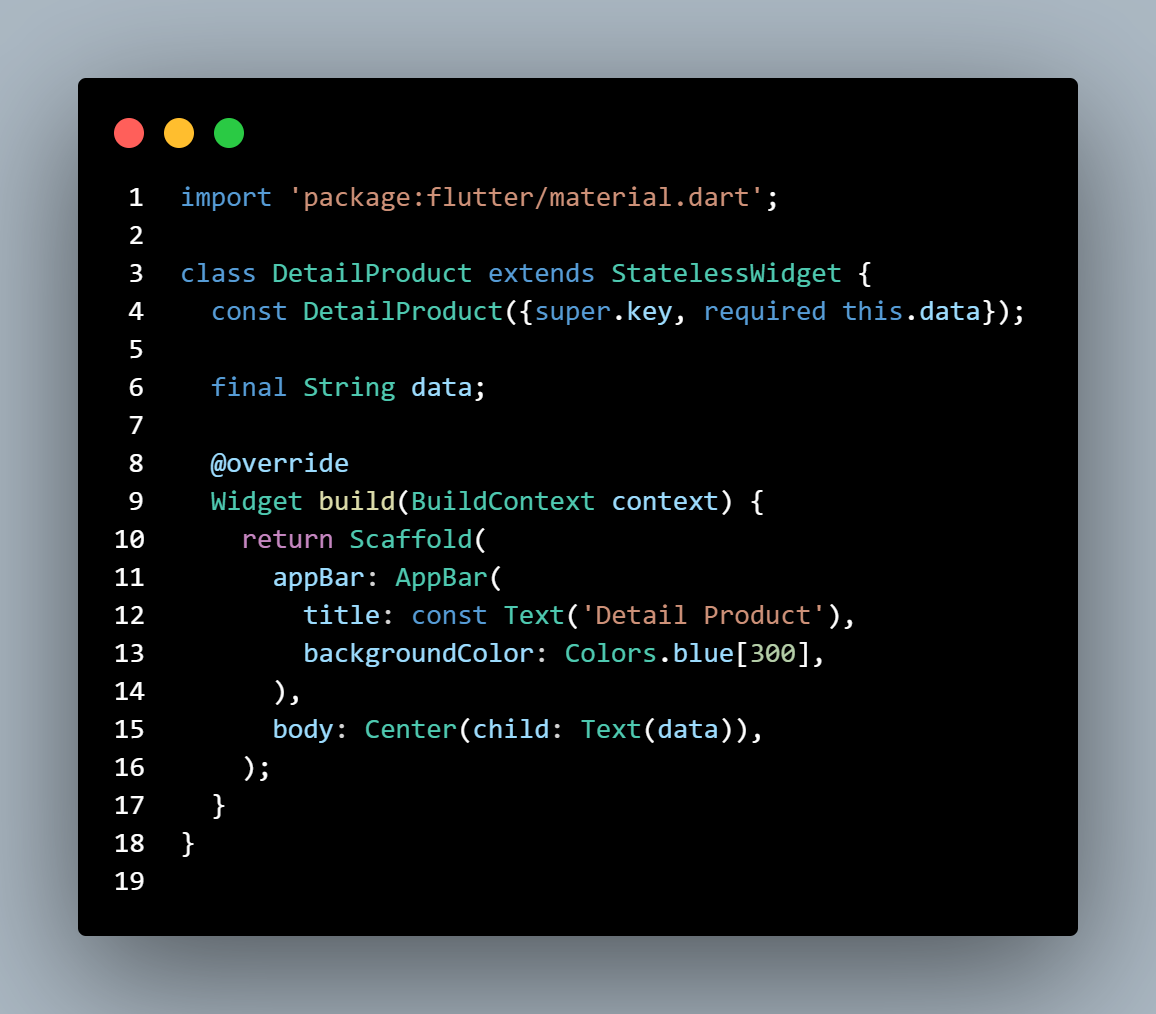 1 import 'package:flutter/material.dart';
2
3 class DetailProduct extends StatelessWidget {
4   const DetailProduct({super.key, required this.data});
5
6   final String data;
7
8   @override
9   Widget build(BuildContext context) {
10     return Scaffold(
11       appBar: AppBar(
12         title: const Text('Detail Product'),
13         backgroundColor: Colors.blue[300],
14       ),
15       body: Center(child: Text(data)),
16     );
17   }
18 }
19